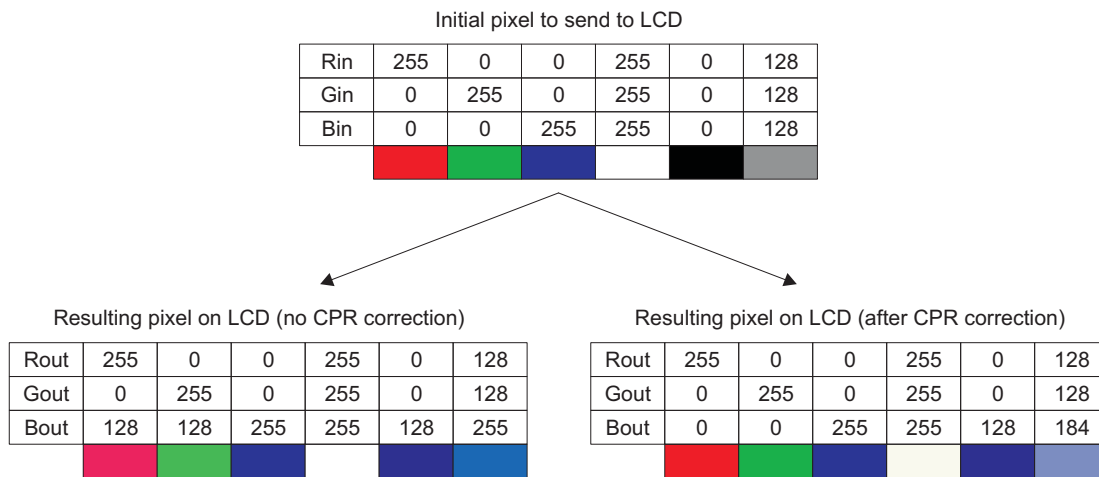 Initial pixel to send to LCD
Rin 255 0 0 255 0 128
Gin 0 255 0 255 0 128
Bin 0 0 255 255 0 128
Resulting pixel on LCD (no CPR correction)
Rout 255 0 0 255 0 128
Gout 0 255 0 255 0 128
Bout 128 128 255 255 128 255
Resulting pixel on LCD (after CPR correction)
Rout 255 0 0 255 0 128
Gout 0 255 0 255 0 128
Bout 0 0 255 255 128 184